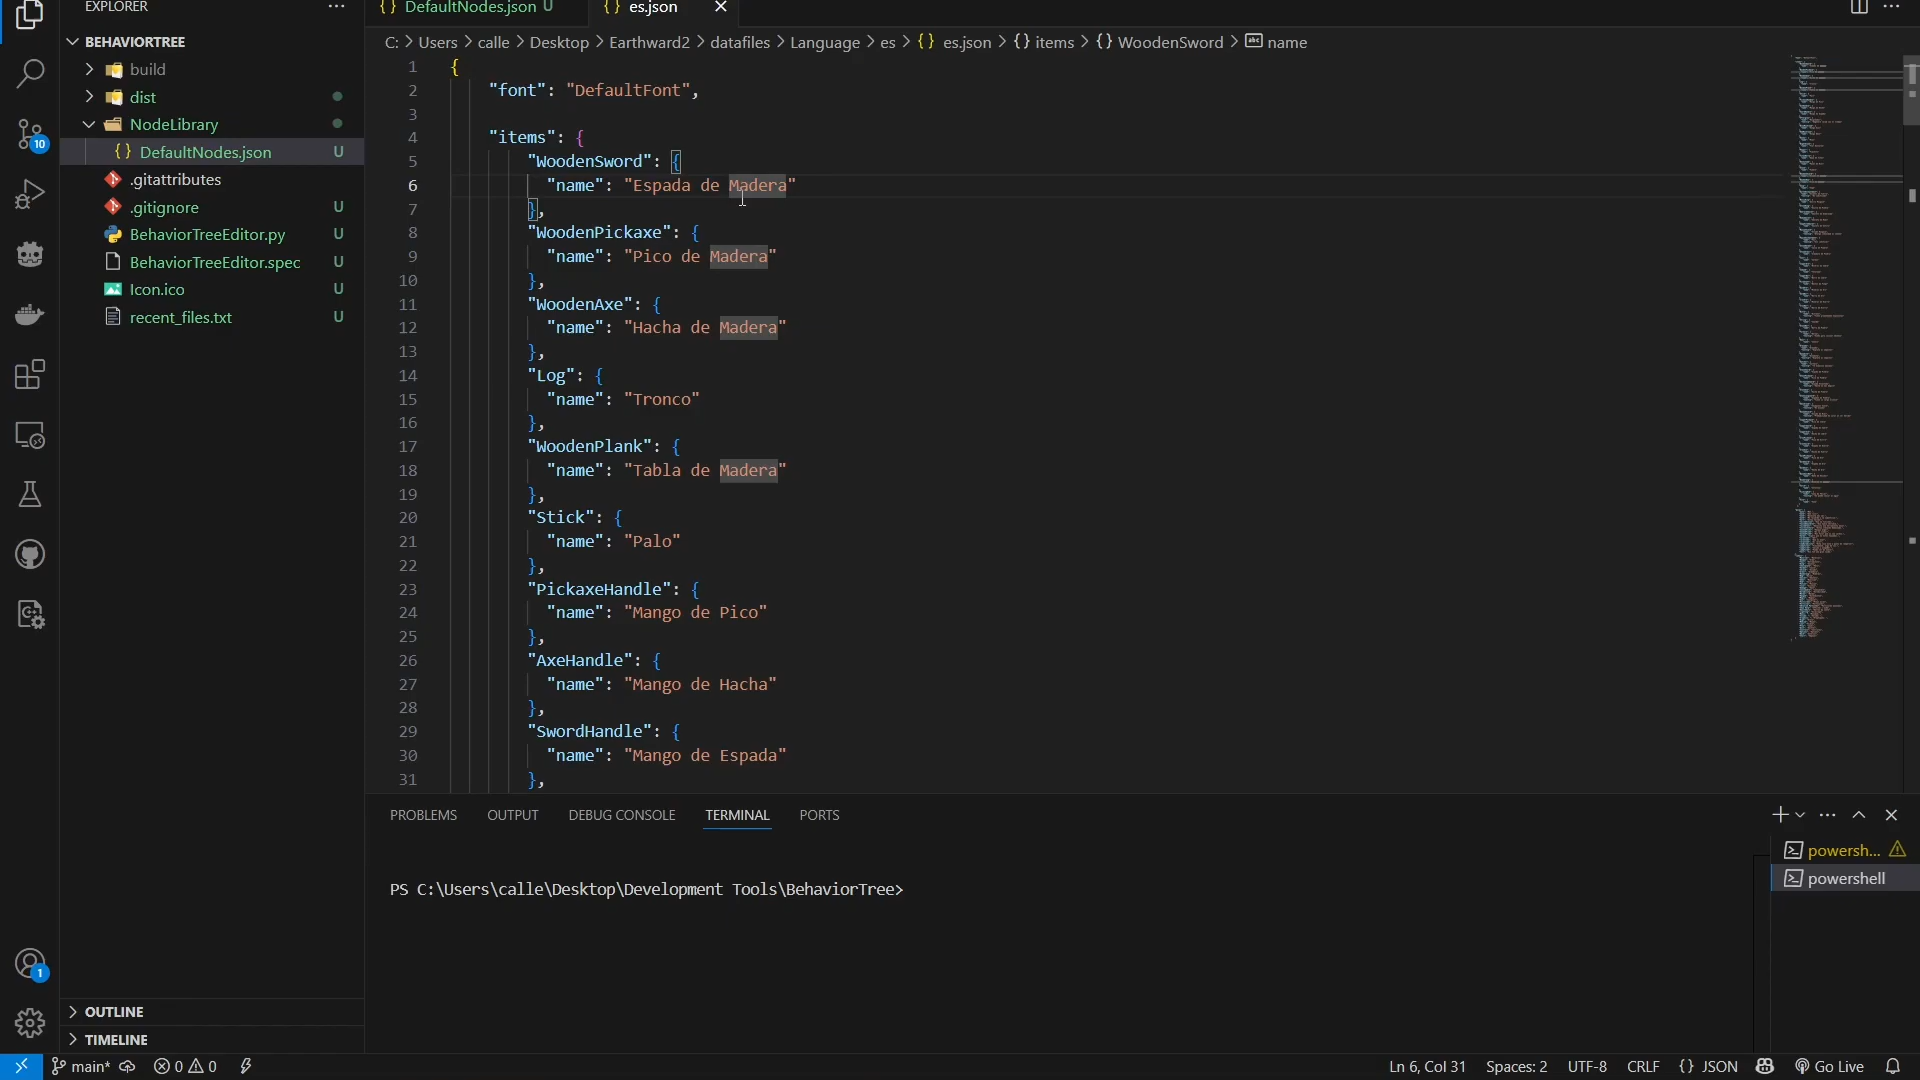 EXPLORER
DefaultNodes.json U
es.json
BEHAVIORTREE
C: > Users > calle > Desktop > Earthward2 > datafiles > Language > es > {} es.json > {} items > {} WoodenSword > abc name
build
dist
NodeLibrary
{} DefaultNodes.json U
.gitattributes
.gitignore U
BehaviorTreeEditor.py U
BehaviorTreeEditor.spec U
Icon.ico U
recent_files.txt U
10
1 {
2 "font": "DefaultFont",
3
4 "items": {
5 "WoodenSword": {
6 "name": "Espada de Madera"
7 },
8 "WoodenPickaxe": {
9 "name": "Pico de Madera"
10 },
11 "WoodenAxe": {
12 "name": "Hacha de Madera"
13 },
14 "Log": {
15 "name": "Tronco"
16 },
17 "WoodenPlank": {
18 "name": "Tabla de Madera"
19 },
20 "Stick": {
21 "name": "Palo"
22 },
23 "PickaxeHandle": {
24 "name": "Mango de Pico"
25 },
26 "AxeHandle": {
27 "name": "Mango de Hacha"
28 },
29 "SwordHandle": {
30 "name": "Mango de Espada"
31 },
PROBLEMS OUTPUT DEBUG CONSOLE TERMINAL PORTS
powersh...
powershell
PS C:\Users\calle\Desktop\Development Tools\BehaviorTree>
1
OUTLINE
TIMELINE
main* 0 0
Ln 6, Col 31 Spaces: 2 UTF-8 CRLF {} JSON Go Live